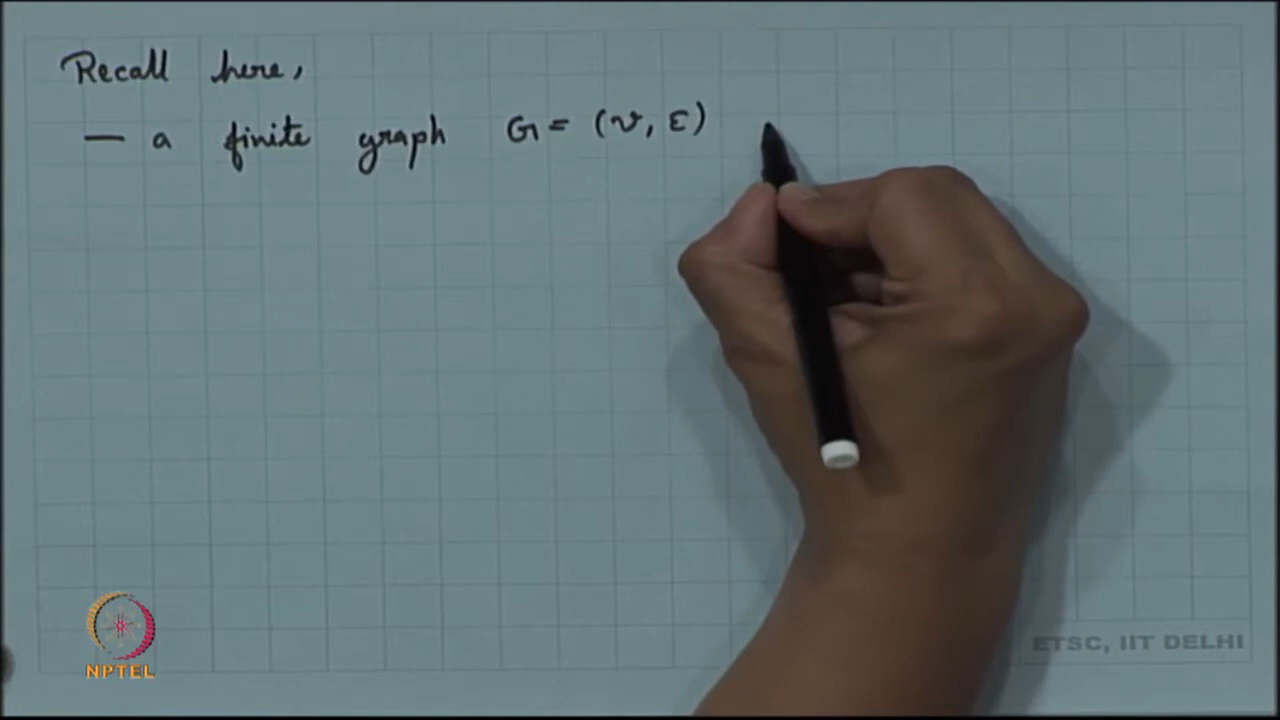 Recall here,
— a finite graph G = (v, ε)
NPTEL
ETSC, IIT DELHI